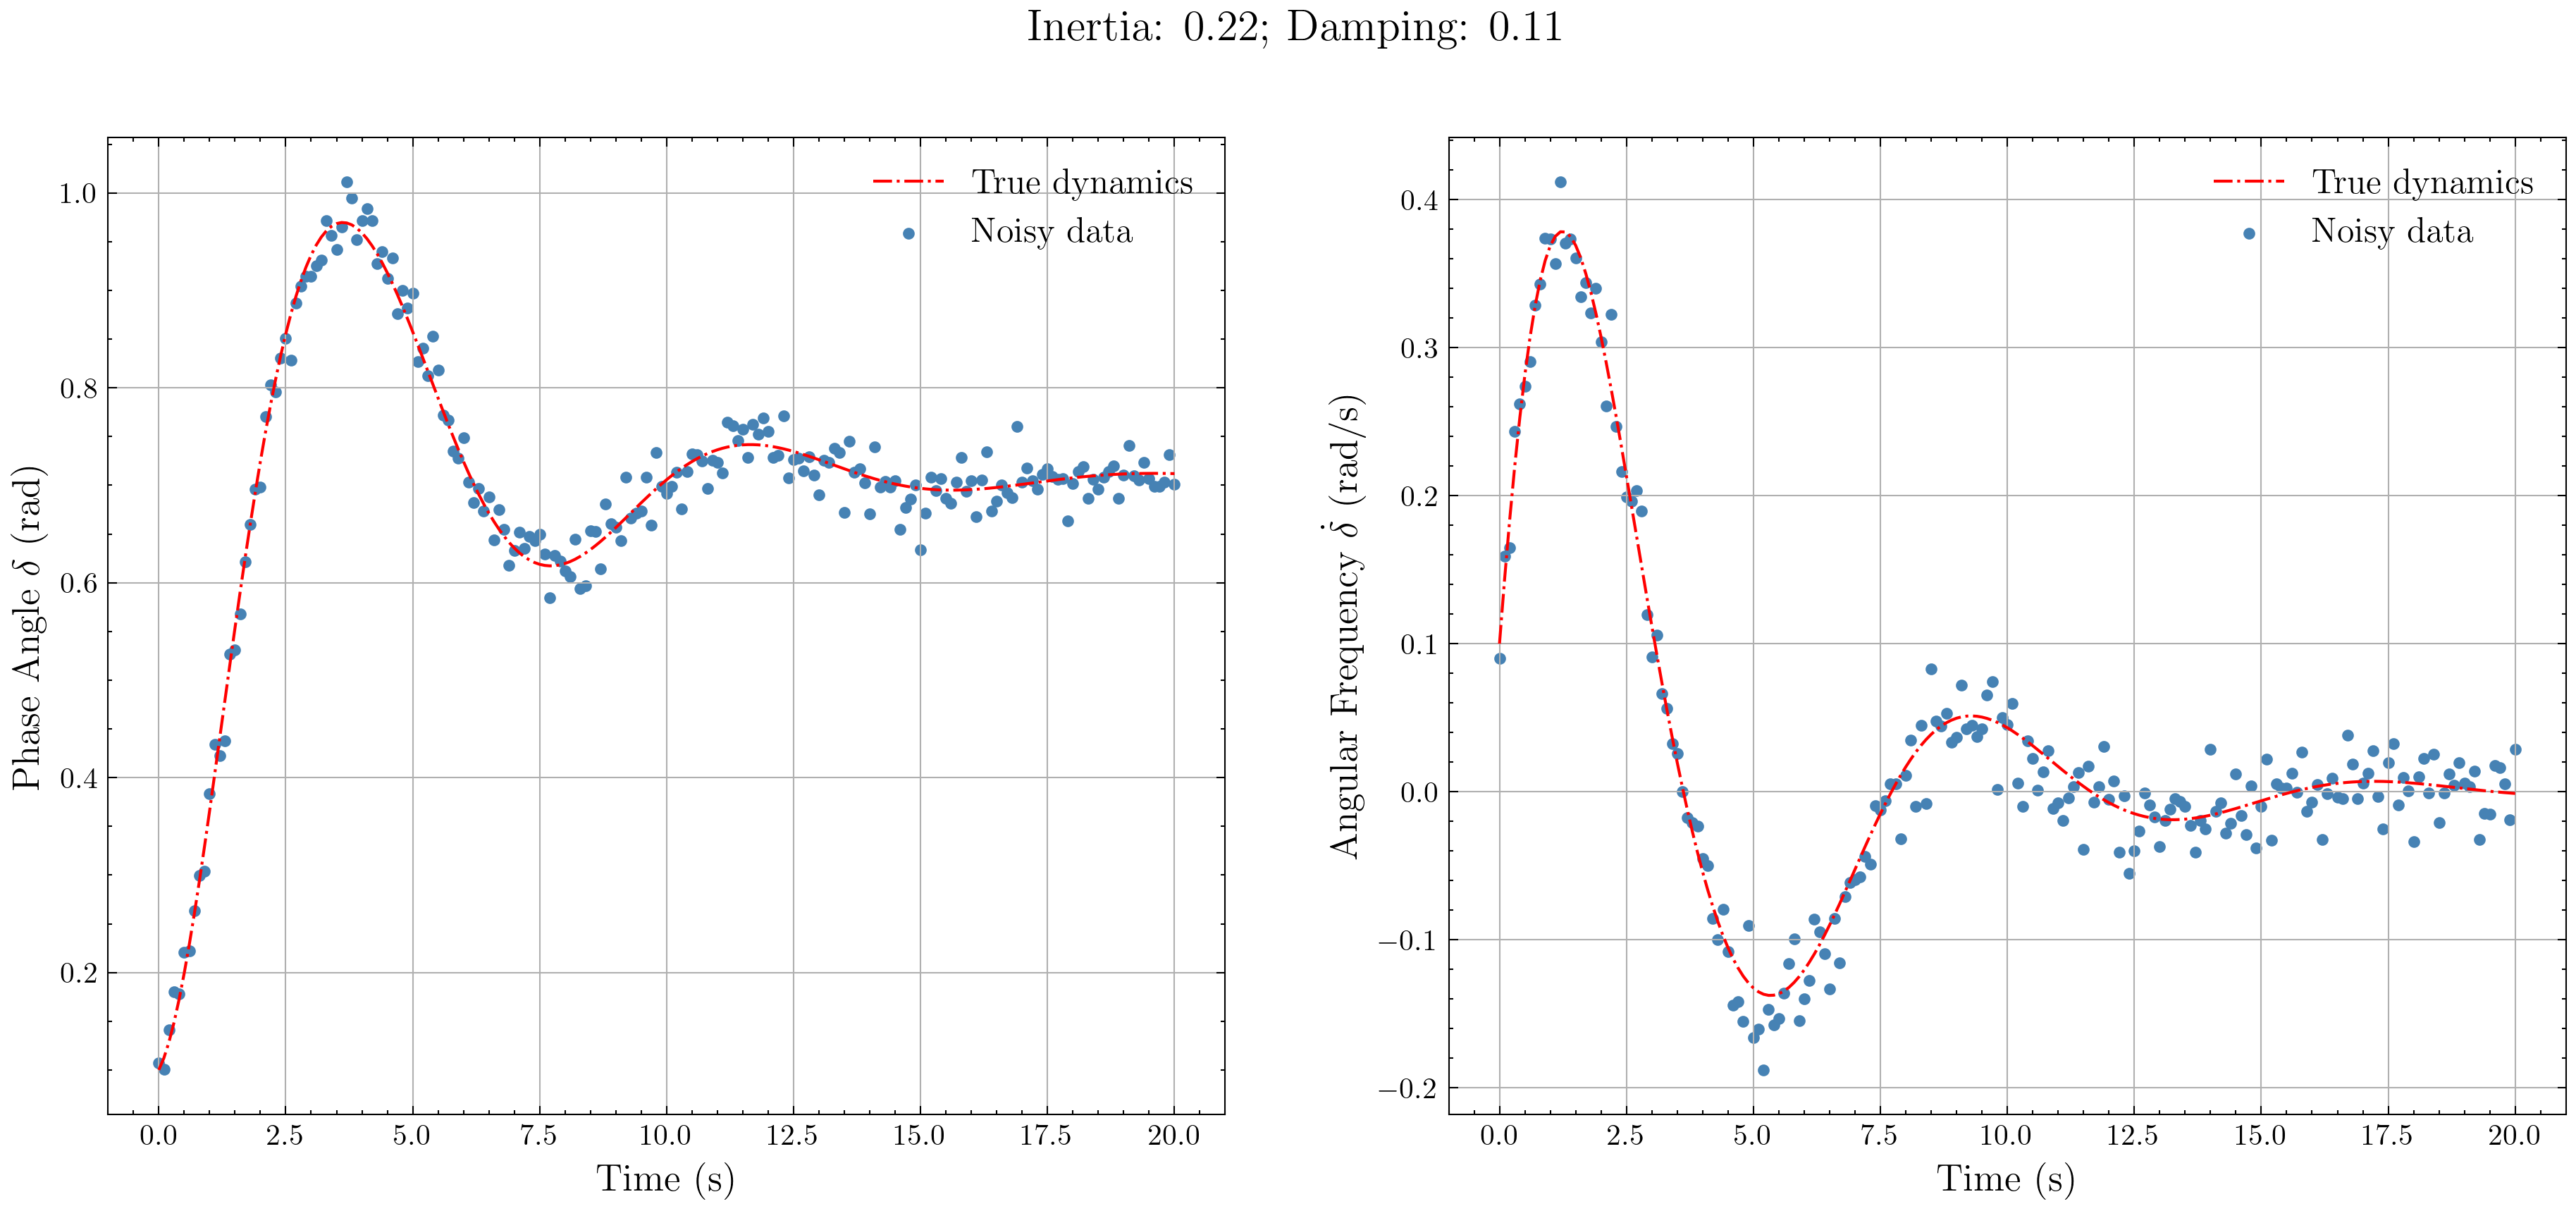 Inertia: 0.22; Damping: 0.11
True dynamics
Noisy data
1.0
0.8
0.6
0.4
0.2
Phase Angle δ (rad)
0.0 2.5 5.0 7.5 10.0 12.5 15.0 17.5 20.0
Time (s)
True dynamics
Noisy data
0.4
0.3
0.2
0.1
0.0
−0.1
−0.2
Angular Frequency δ̇ (rad/s)
0.0 2.5 5.0 7.5 10.0 12.5 15.0 17.5 20.0
Time (s)